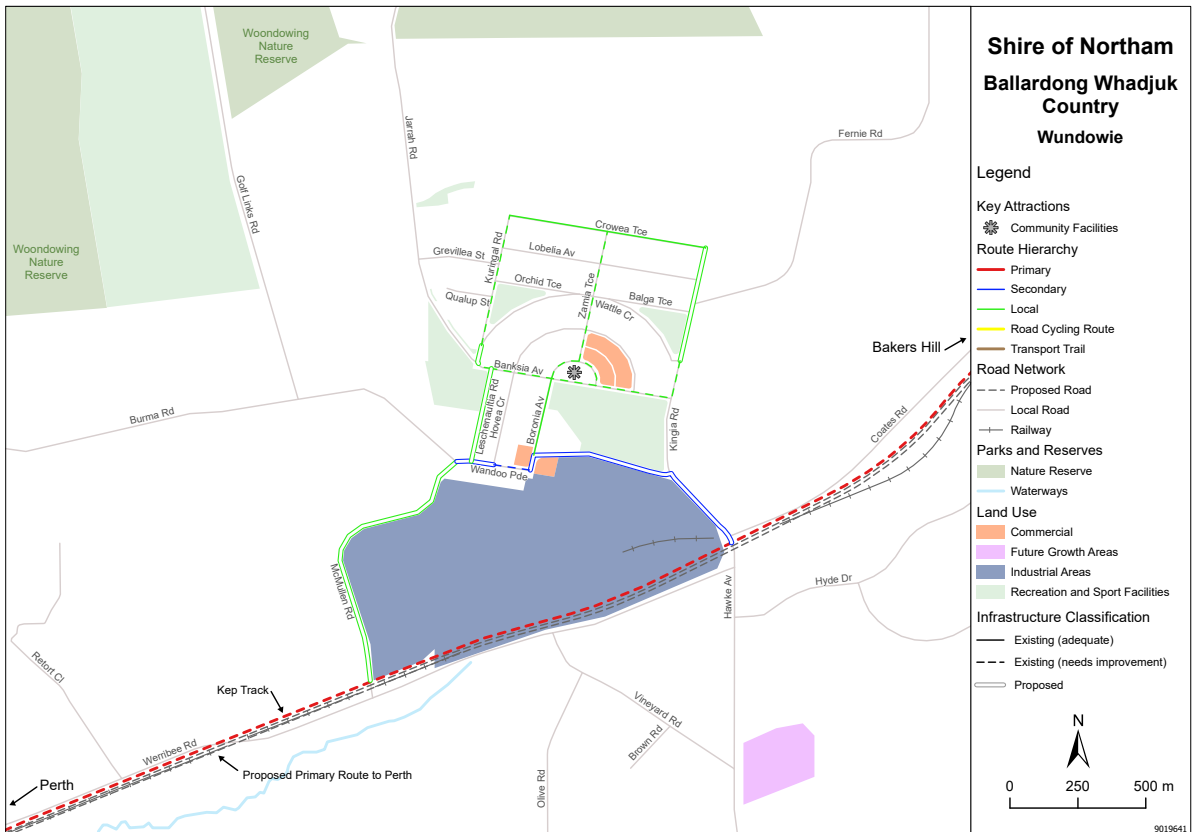 Woondowing
Nature
Reserve
Woondowing
Nature
Reserve
Golf Links Rd
Jarrah Rd
Fernie Rd
Crowea Tce
Kuringal Rd
Lobelia Av
Grevillea St
Orchid Tce
Qualup St
Zamia Tce
Balga Tce
Wattle Cr
Banksia Av
Leschenaultia Rd
Hovea Cr
Boronia Av
Kingia Rd
Bakers Hill
Coates Rd
Burma Rd
Wandoo Pde
McMullen Rd
Hawke Av
Hyde Dr
Retort Cl
Kep Track
Werribee Rd
Proposed Primary Route to Perth
Perth
Vineyard Rd
Brown Rd
Olive Rd
Shire of Northam
Ballardong Whadjuk
Country
Wundowie
Legend
Key Attractions
Community Facilities
Route Hierarchy
Primary
Secondary
Local
Road Cycling Route
Transport Trail
Road Network
Proposed Road
Local Road
Railway
Parks and Reserves
Nature Reserve
Waterways
Land Use
Commercial
Future Growth Areas
Industrial Areas
Recreation and Sport Facilities
Infrastructure Classification
Existing (adequate)
Existing (needs improvement)
Proposed
N
0 250 500 m
9019641